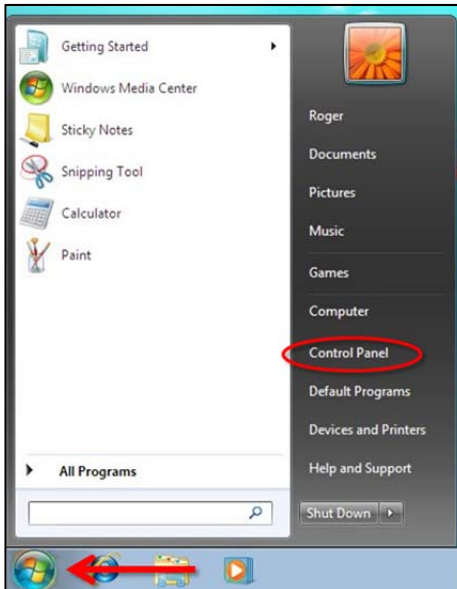 Getting Started
Windows Media Center
Sticky Notes
Snipping Tool
Calculator
Paint
All Programs
Roger
Documents
Pictures
Music
Games
Computer
Control Panel
Default Programs
Devices and Printers
Help and Support
Shut Down